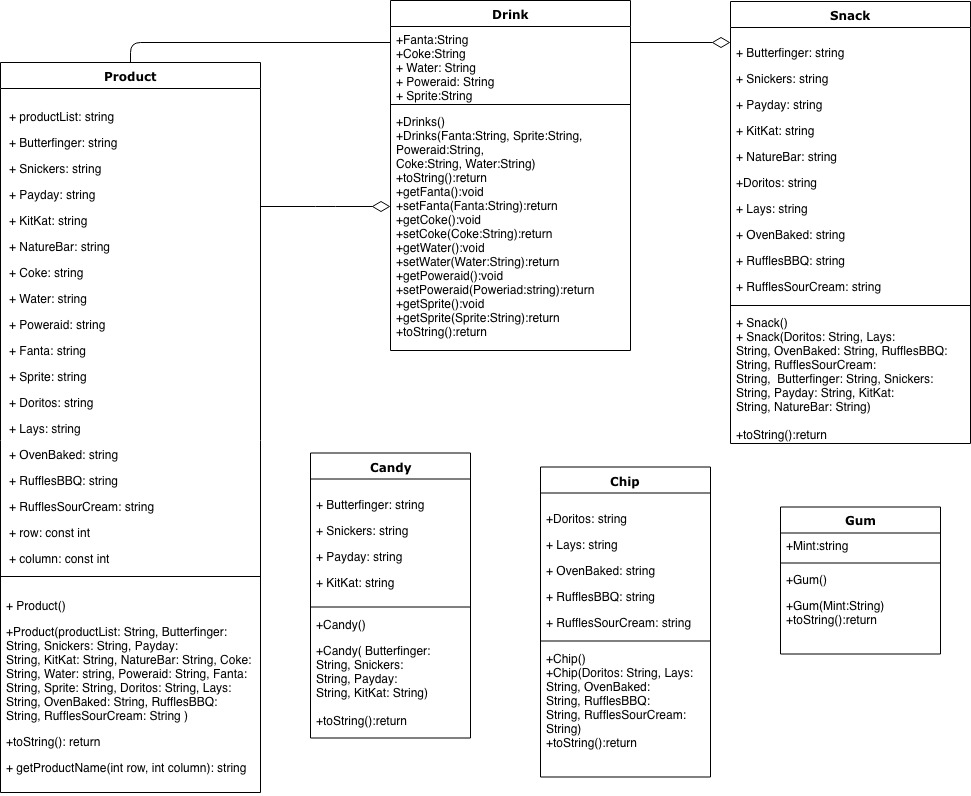 Product
+ productList: string
+ Butterfinger: string
+ Snickers: string
+ Payday: string
+ KitKat: string
+ NatureBar: string
+ Coke: string
+ Water: string
+ Poweraid: string
+ Fanta: string
+ Sprite: string
+ Doritos: string
+ Lays: string
+ OvenBaked: string
+ RufflesBBQ: string
+ RufflesSourCream: string
+ row: const int
+ column: const int
+ Product()
+Product(productList: String, Butterfinger:
String, Snickers: String, Payday:
String, KitKat: String, NatureBar: String, Coke:
String, Water: string, Poweraid: String, Fanta:
String, Sprite: String, Doritos: String, Lays:
String, OvenBaked: String, RufflesBBQ:
String, RufflesSourCream: String )
+toString(): return
+ getProductName(int row, int column): string
Drink
+Fanta:String
+Coke:String
+ Water: String
+ Poweraid: String
+ Sprite:String
+Drinks()
+Drinks(Fanta:String, Sprite:String,
Poweraid:String,
Coke:String, Water:String)
+toString():return
+getFanta():void
+setFanta(Fanta:String):return
+getCoke():void
+setCoke(Coke:String):return
+getWater():void
+setWater(Water:String):return
+getPoweraid():void
+setPoweraid(Poweriad:string):return
+getSprite():void
+getSprite(Sprite:String):return
+toString():return
Snack
+ Butterfinger: string
+ Snickers: string
+ Payday: string
+ KitKat: string
+ NatureBar: string
+Doritos: string
+ Lays: string
+ OvenBaked: string
+ RufflesBBQ: string
+ RufflesSourCream: string
+ Snack()
+ Snack(Doritos: String, Lays:
String, OvenBaked: String, RufflesBBQ:
String, RufflesSourCream:
String,  Butterfinger: String, Snickers:
String, Payday: String, KitKat:
String, NatureBar: String)
+toString():return
Candy
+ Butterfinger: string
+ Snickers: string
+ Payday: string
+ KitKat: string
+Candy()
+Candy( Butterfinger:
String, Snickers:
String, Payday:
String, KitKat: String)
+toString():return
Chip
+Doritos: string
+ Lays: string
+ OvenBaked: string
+ RufflesBBQ: string
+ RufflesSourCream: string
+Chip()
+Chip(Doritos: String, Lays:
String, OvenBaked:
String, RufflesBBQ:
String, RufflesSourCream:
String)
+toString():return
Gum
+Mint:string
+Gum()
+Gum(Mint:String)
+toString():return